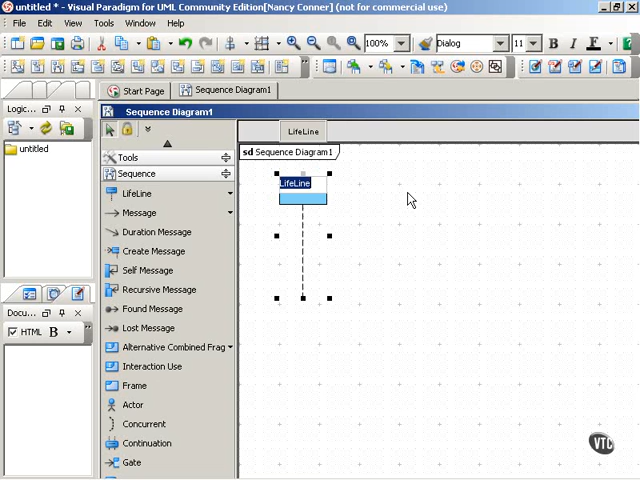 untitled * - Visual Paradigm for UML Community Edition[Nancy Conner] (not for commercial use)
File Edit View Tools Window Help
100% Dialog 11 B I F
Start Page Sequence Diagram1
Logic...
untitled
Sequence Diagram1
LifeLine
sd Sequence Diagram1
LifeLine
Tools
Sequence
LifeLine
Message
Duration Message
Create Message
Self Message
Recursive Message
Found Message
Lost Message
Alternative Combined Frag
Interaction Use
Frame
Actor
Concurrent
Continuation
Gate
Docu...
HTML B
VTC